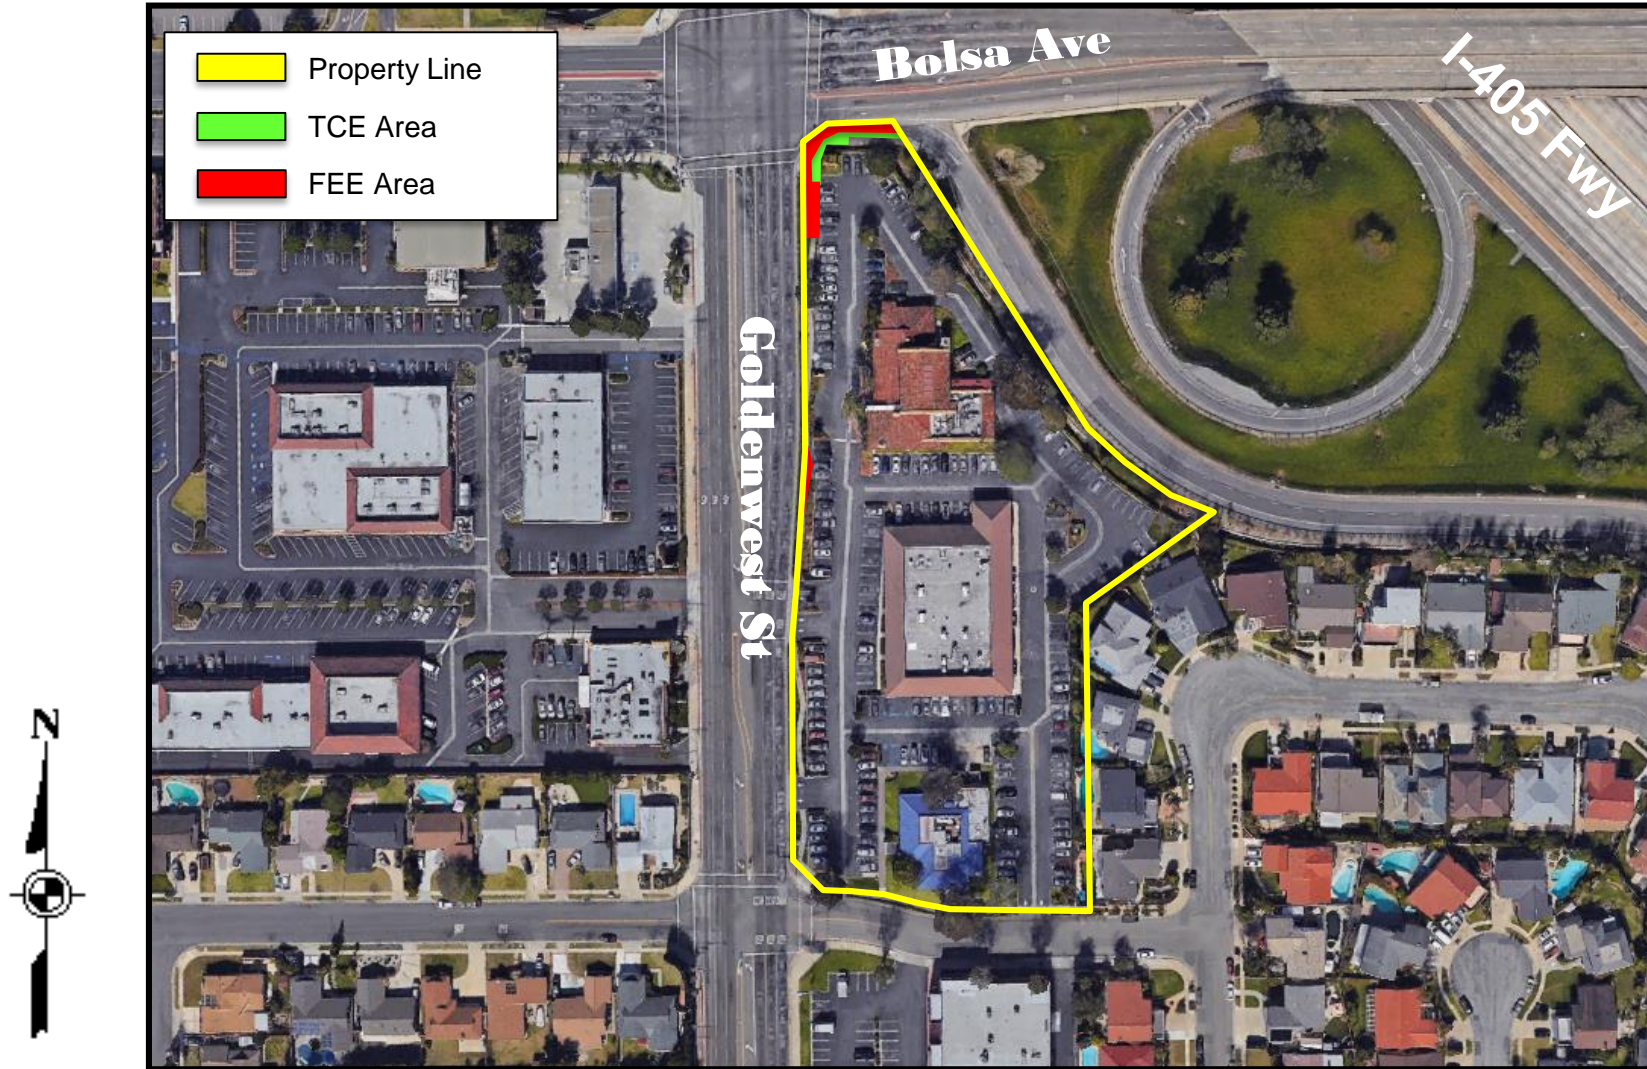 Property Line
TCE Area
FEE Area
Bolsa Ave
I-405 Fwy
Goldenwest St
N